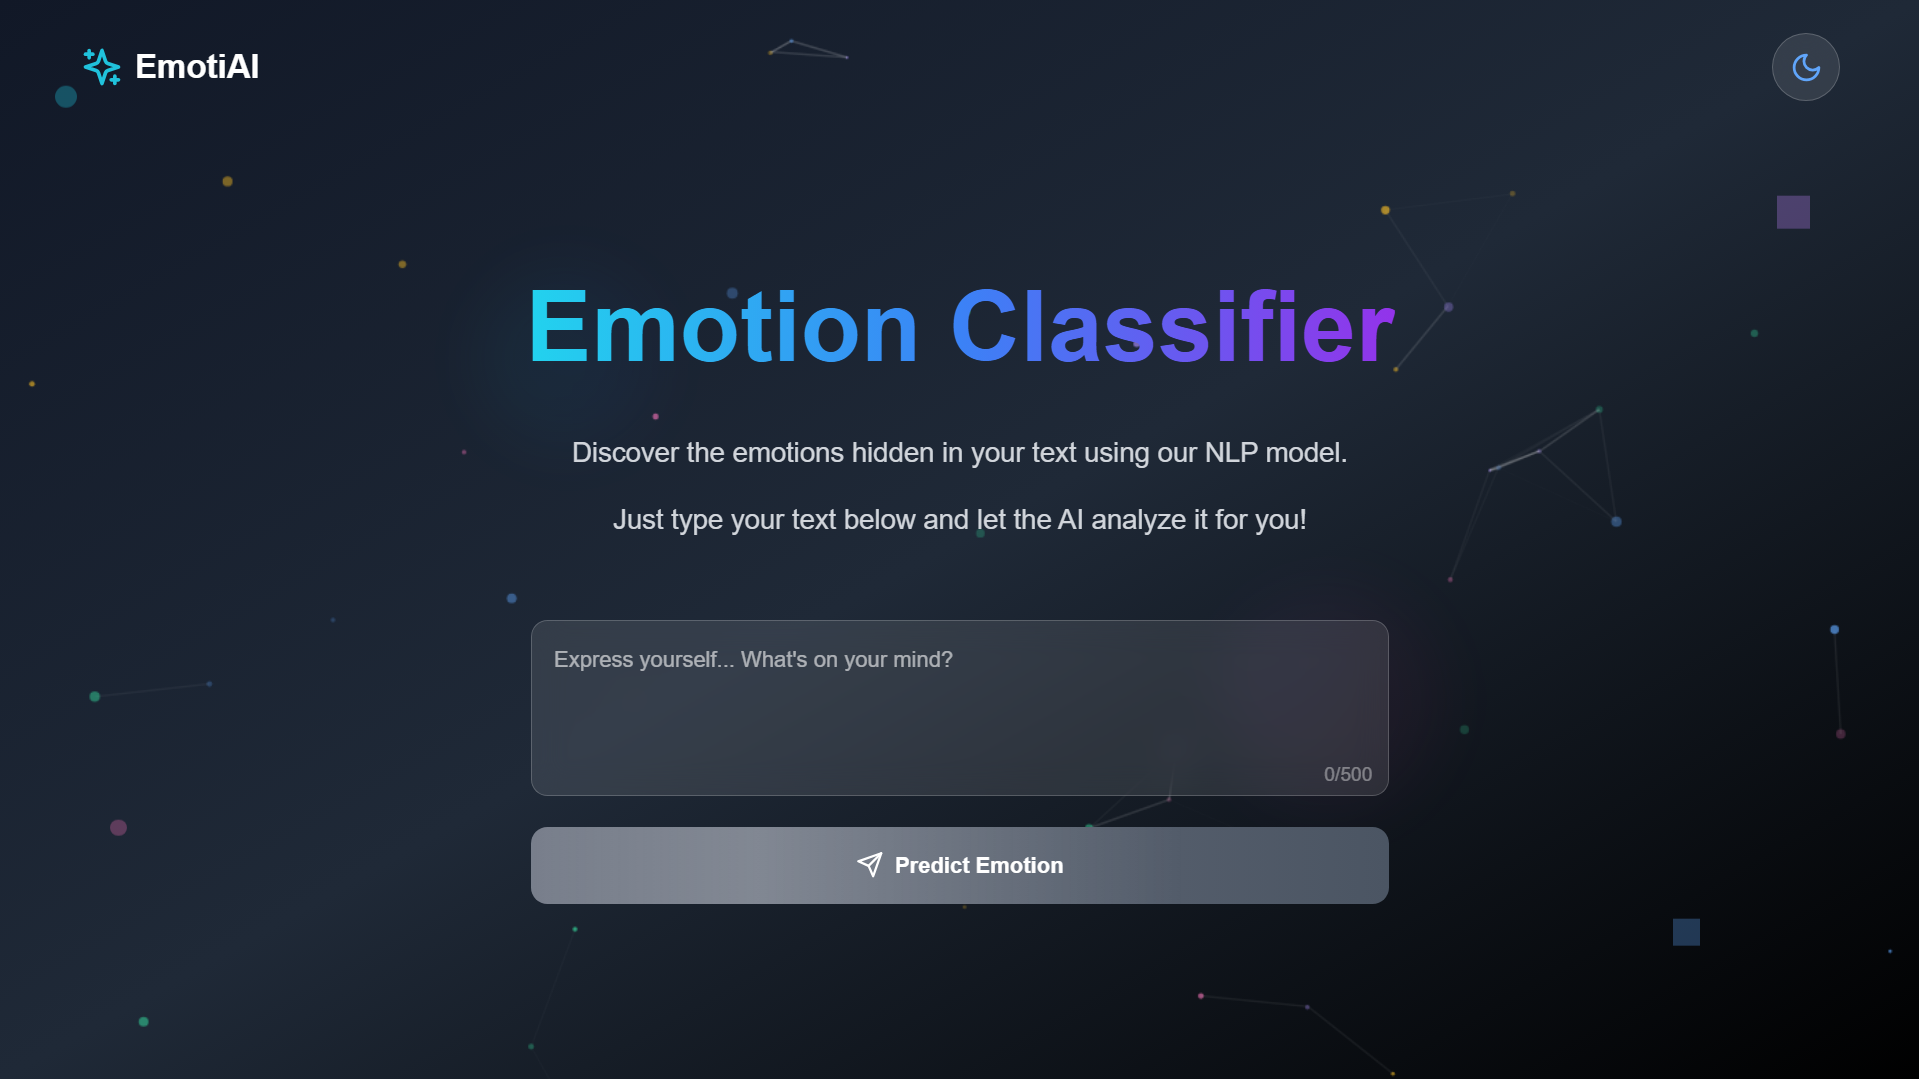 EmotiAI
Emotion Classifier
Discover the emotions hidden in your text using our NLP model.
Just type your text below and let the AI analyze it for you!
Express yourself... What's on your mind?
0/500
Predict Emotion